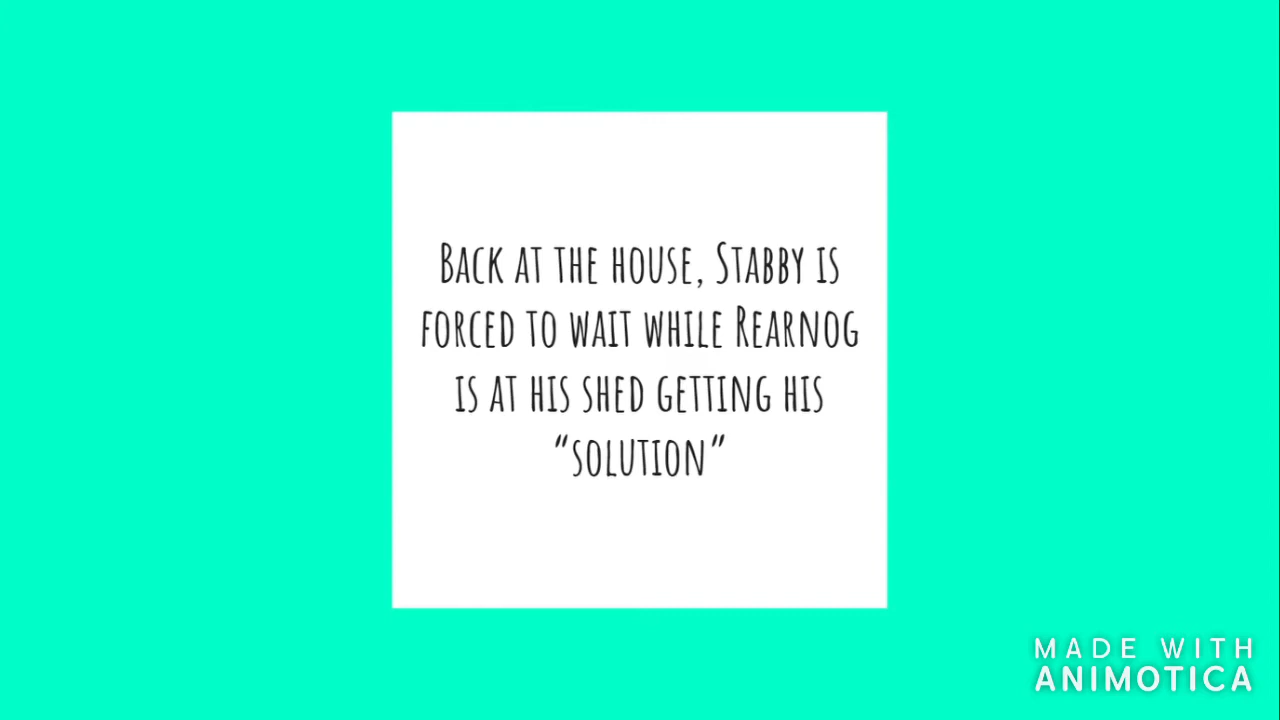 Back at the house, Stabby is
forced to wait while Rearnog
is at his shed getting his
“solution”
MADE WITH
ANIMOTICA